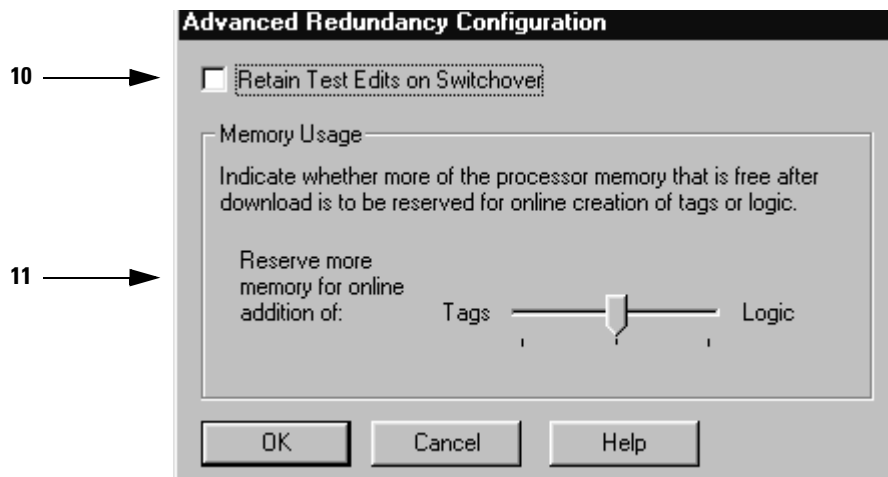 Advanced Redundancy Configuration
10
Retain Test Edits on Switchover
Memory Usage
Indicate whether more of the processor memory that is free after
download is to be reserved for online creation of tags or logic.
11
Reserve more
memory for online
addition of:
Tags
Logic
OK
Cancel
Help